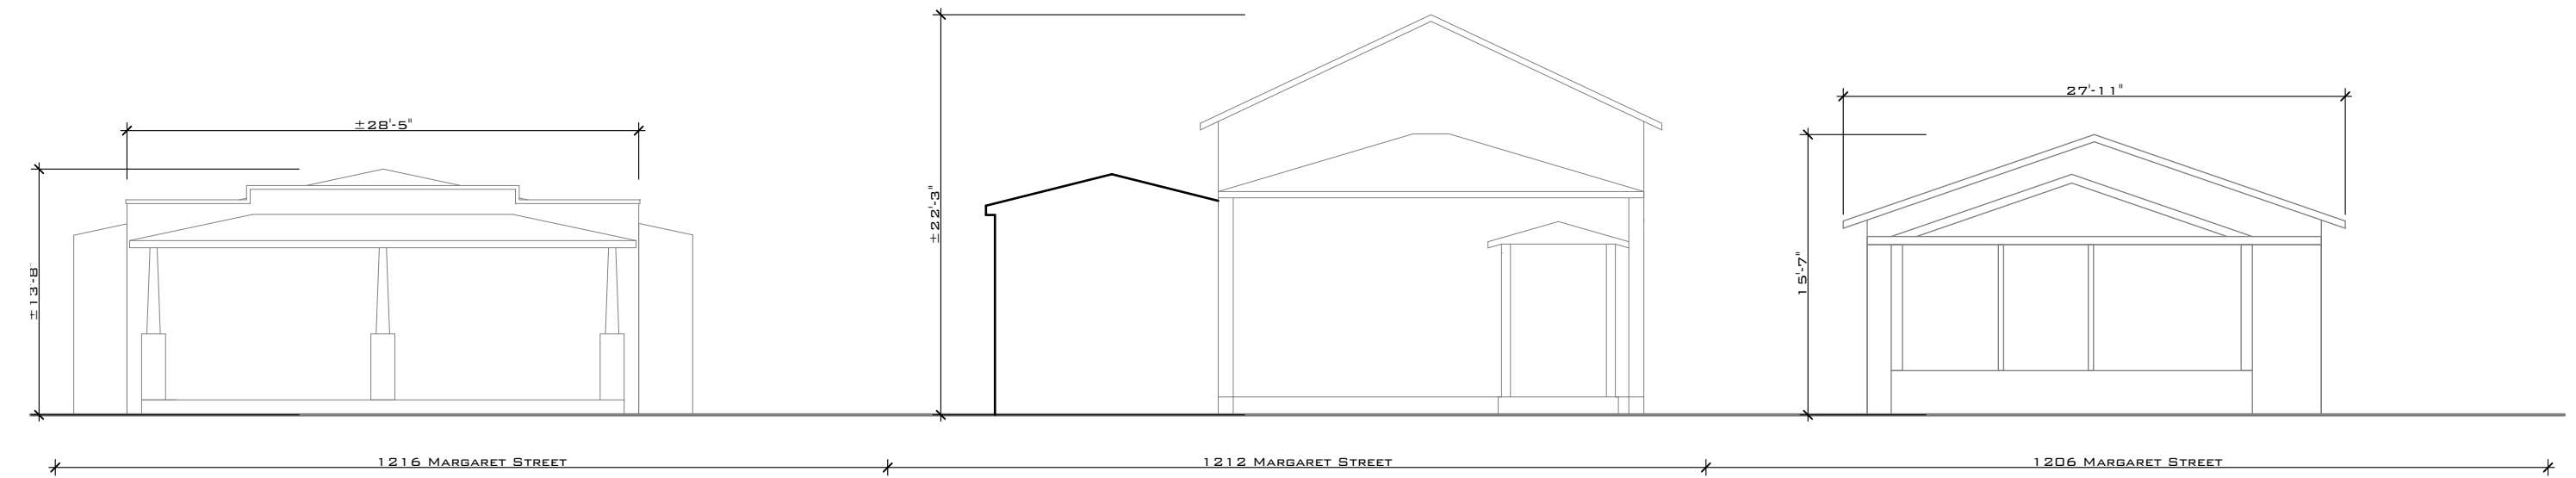 ±28'-5"
±13'-8"
±22'-3"
27'-11"
15'-7"
1216 Margaret Street
1212 Margaret Street
1206 Margaret Street